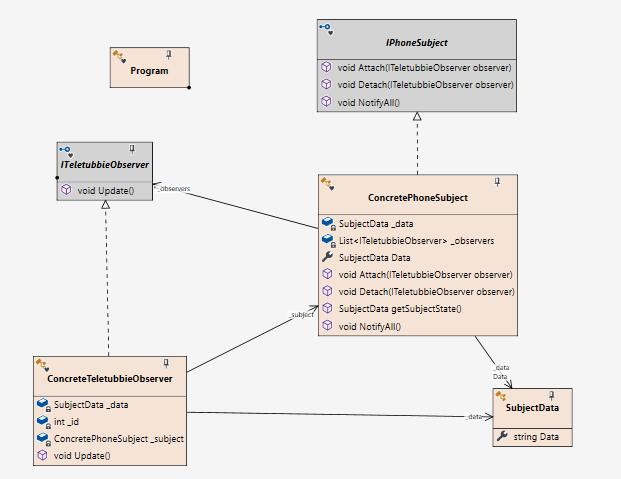 IPhoneSubject
void Attach(ITeletubbieObserver observer)
void Detach(ITeletubbieObserver observer)
void NotifyAll()
Program
ITeletubbieObserver
void Update()
_observers
ConcretePhoneSubject
SubjectData _data
List<ITeletubbieObserver> _observers
SubjectData Data
void Attach(ITeletubbieObserver observer)
void Detach(ITeletubbieObserver observer)
SubjectData getSubjectState()
void NotifyAll()
_subject
ConcreteTeletubbieObserver
SubjectData _data
int _id
ConcretePhoneSubject _subject
void Update()
_data
Data
_data
SubjectData
string Data